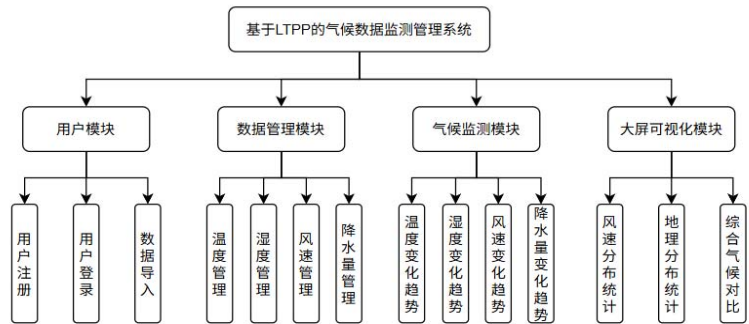 基于LTPP的气候数据监测管理系统
用户模块
数据管理模块
气候监测模块
大屏可视化模块
用户注册
用户登录
数据导入
温度管理
湿度管理
风速管理
降水量管理
温度变化趋势
湿度变化趋势
风速变化趋势
降水量变化趋势
风速分布统计
地理分布统计
综合气候对比